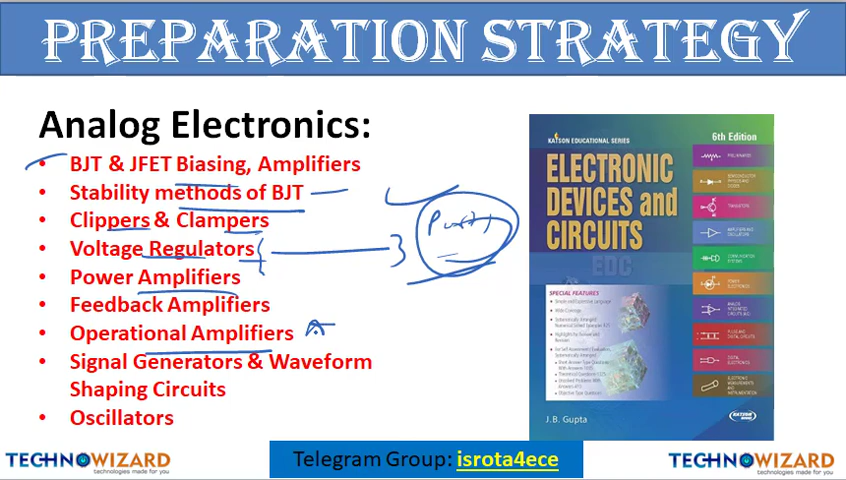 PREPARATION STRATEGY
Analog Electronics:
• BJT & JFET Biasing, Amplifiers
• Stability methods of BJT
• Clippers & Clampers
• Voltage Regulators
• Power Amplifiers
• Feedback Amplifiers
• Operational Amplifiers
• Signal Generators & Waveform
Shaping Circuits
• Oscillators
KATSON EDUCATIONAL SERIES
6th Edition
ELECTRONIC
DEVICES and
CIRCUITS
EDC
SPECIAL FEATURES
J.B. Gupta
KATSON
TECHNOWIZARD
technologies made for you
Telegram Group: isrota4ece
TECHNOWIZARD
technologies made for you